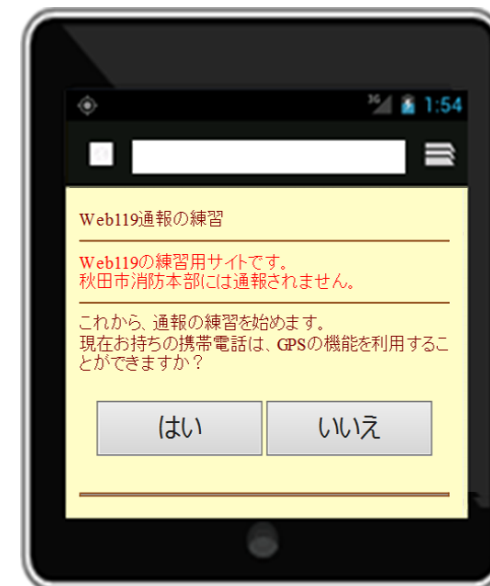 3G 1:54
Web119通報の練習
Web119の練習用サイトです。
秋田市消防本部には通報されません。
これから、通報の練習を始めます。
現在お持ちの携帯電話は、GPSの機能を利用するこ
とができますか？
はい いいえ